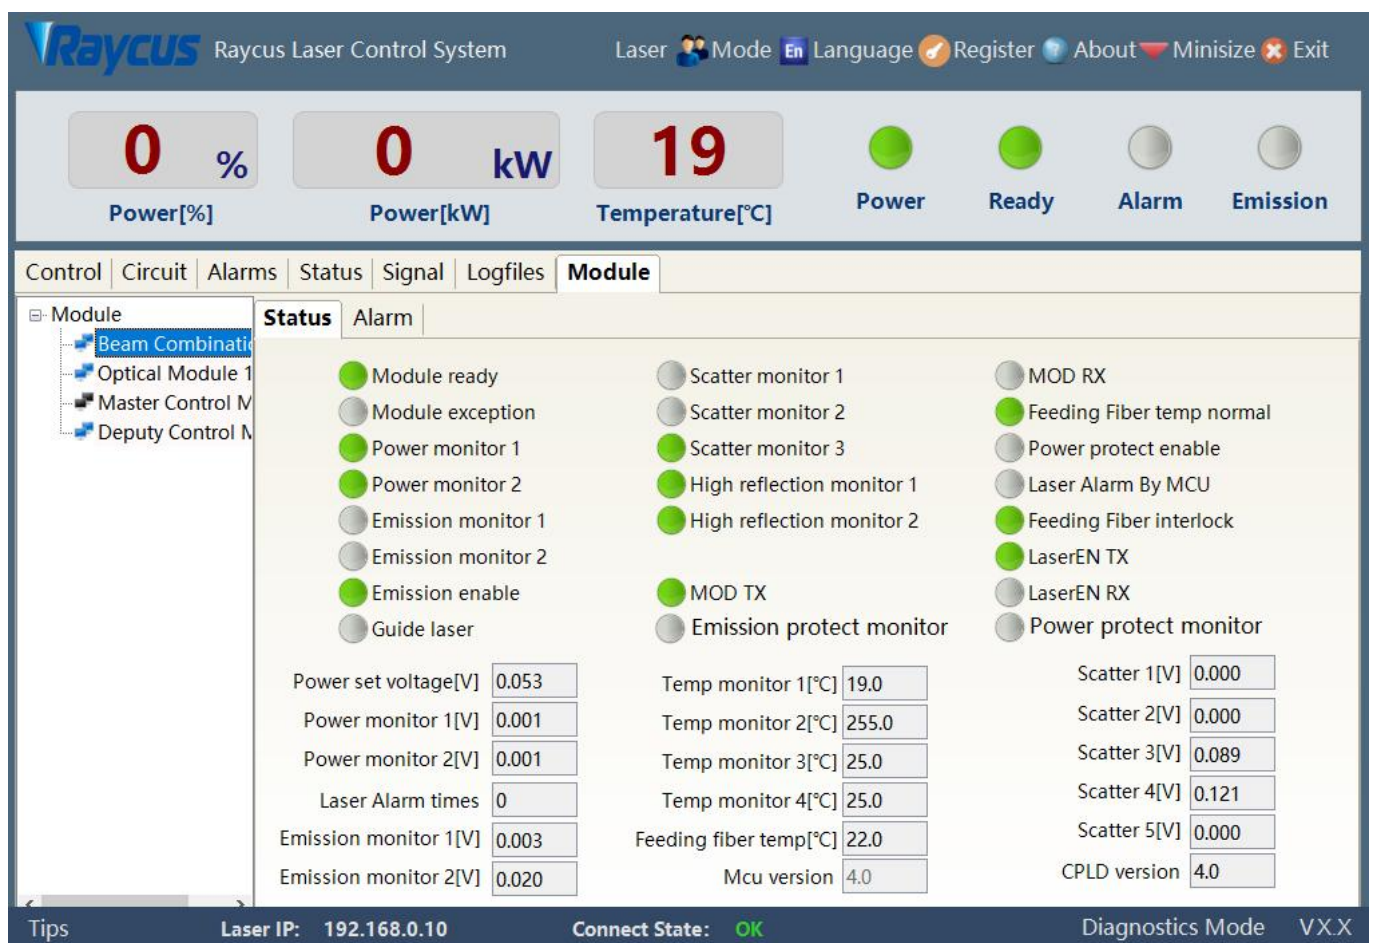 Raycus Raycus Laser Control System Laser Mode En Language Register About Minisize Exit
0 % 0 kW 19
Power[%] Power[kW] Temperature[℃] Power Ready Alarm Emission
Control Circuit Alarms Status Signal Logfiles Module
Module
Beam Combinatio
Optical Module 1
Master Control M
Deputy Control M
Status Alarm
Module ready Scatter monitor 1 MOD RX
Module exception Scatter monitor 2 Feeding Fiber temp normal
Power monitor 1 Scatter monitor 3 Power protect enable
Power monitor 2 High reflection monitor 1 Laser Alarm By MCU
Emission monitor 1 High reflection monitor 2 Feeding Fiber interlock
Emission monitor 2 LaserEN TX
Emission enable MOD TX LaserEN RX
Guide laser Emission protect monitor Power protect monitor
Power set voltage[V] 0.053 Temp monitor 1[℃] 19.0 Scatter 1[V] 0.000
Power monitor 1[V] 0.001 Temp monitor 2[℃] 255.0 Scatter 2[V] 0.000
Power monitor 2[V] 0.001 Temp monitor 3[℃] 25.0 Scatter 3[V] 0.089
Laser Alarm times 0 Temp monitor 4[℃] 25.0 Scatter 4[V] 0.121
Emission monitor 1[V] 0.003 Feeding fiber temp[℃] 22.0 Scatter 5[V] 0.000
Emission monitor 2[V] 0.020 Mcu version 4.0 CPLD version 4.0
Tips Laser IP: 192.168.0.10 Connect State: OK Diagnostics Mode VX.X